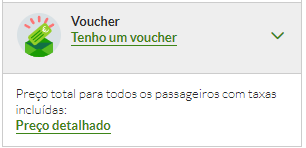 Voucher
Tenho um voucher
Preço total para todos os passageiros com taxas
incluídas:
Preço detalhado